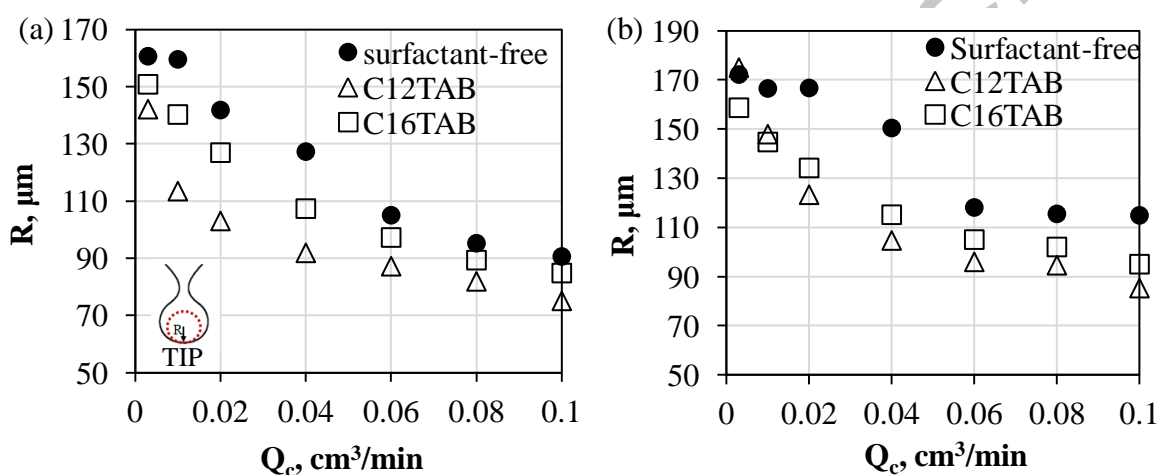 (a)
170
150
130
110
90
70
50
R, µm
surfactant-free
C12TAB
C16TAB
R
TIP
0 0.02 0.04 0.06 0.08 0.1
Qc, cm³/min
(b)
190
170
150
130
110
90
70
50
R, µm
Surfactant-free
C12TAB
C16TAB
0 0.02 0.04 0.06 0.08 0.1
Qc, cm³/min